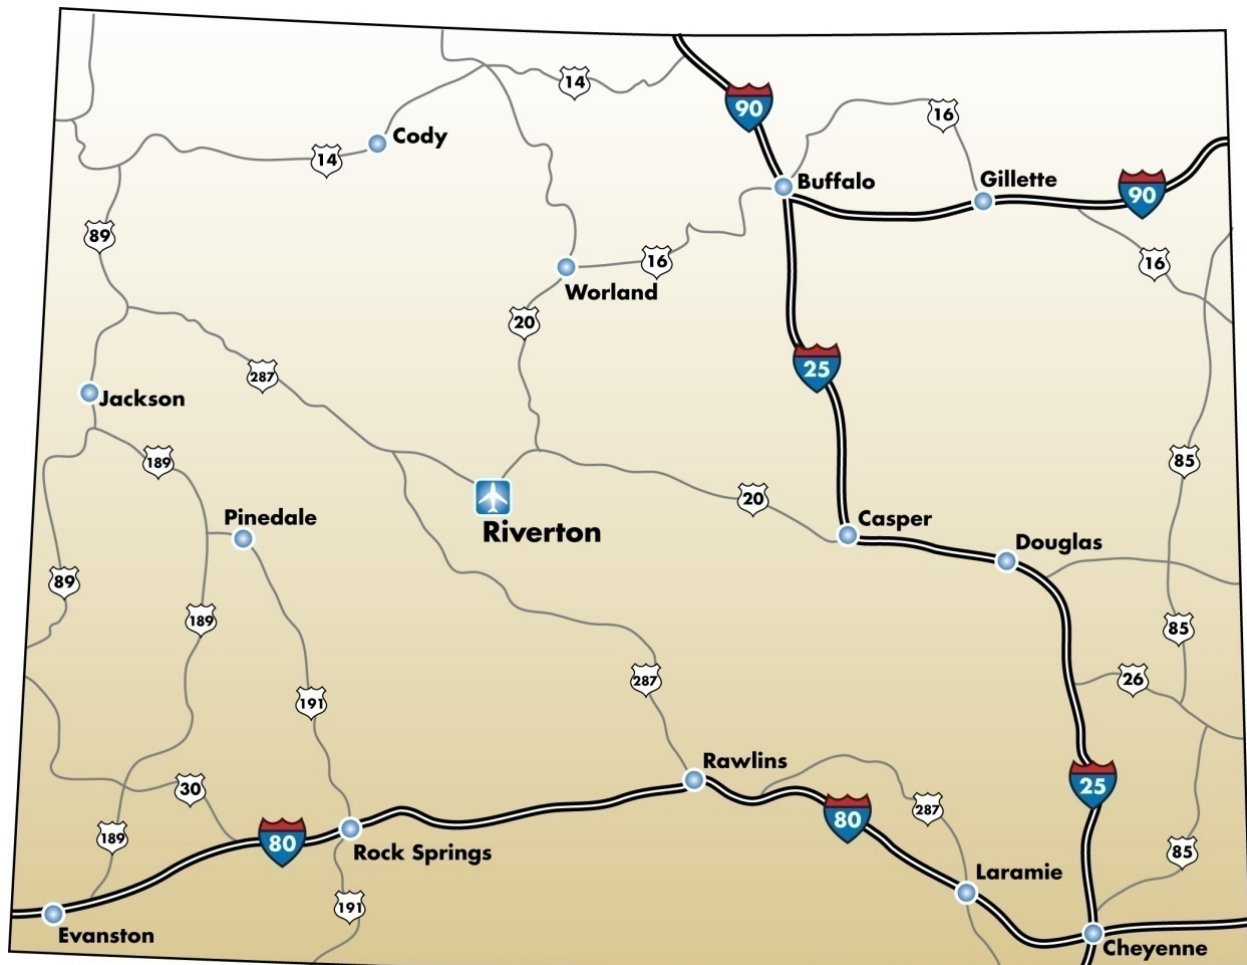 14
90
16
Cody
14
Buffalo
Gillette
90
89
16
16
Worland
20
287
25
Jackson
189
85
20
Pinedale
Casper
Riverton
Douglas
89
189
85
287
26
191
Rawlins
30
25
287
80
189
80
85
Rock Springs
Laramie
191
Evanston
Cheyenne